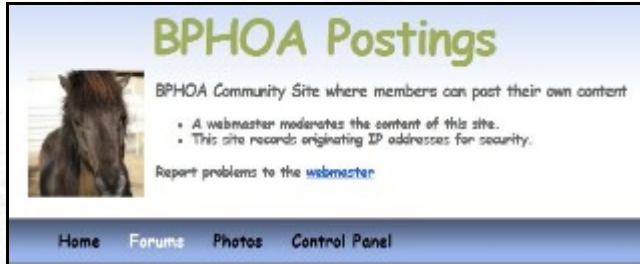 BPHOA Postings
BPHOA Community Site where members can post their own content
• A webmaster moderates the content of this site.
• This site records originating IP addresses for security.
Report problems to the webmaster
Home Forums Photos Control Panel